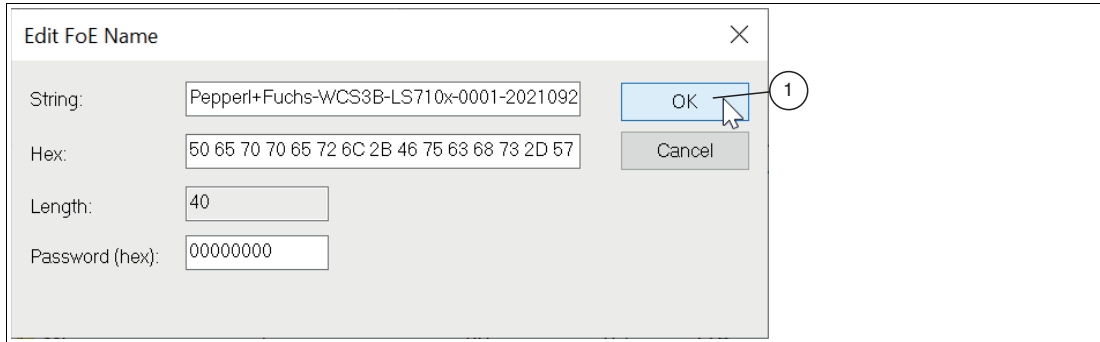 Edit FoE Name
String: Pepperl+Fuchs-WCS3B-LS710x-0001-2021092 OK 1
Hex: 50 65 70 70 65 72 6C 2B 46 75 63 68 73 2D 57 Cancel
Length: 40
Password (hex): 00000000